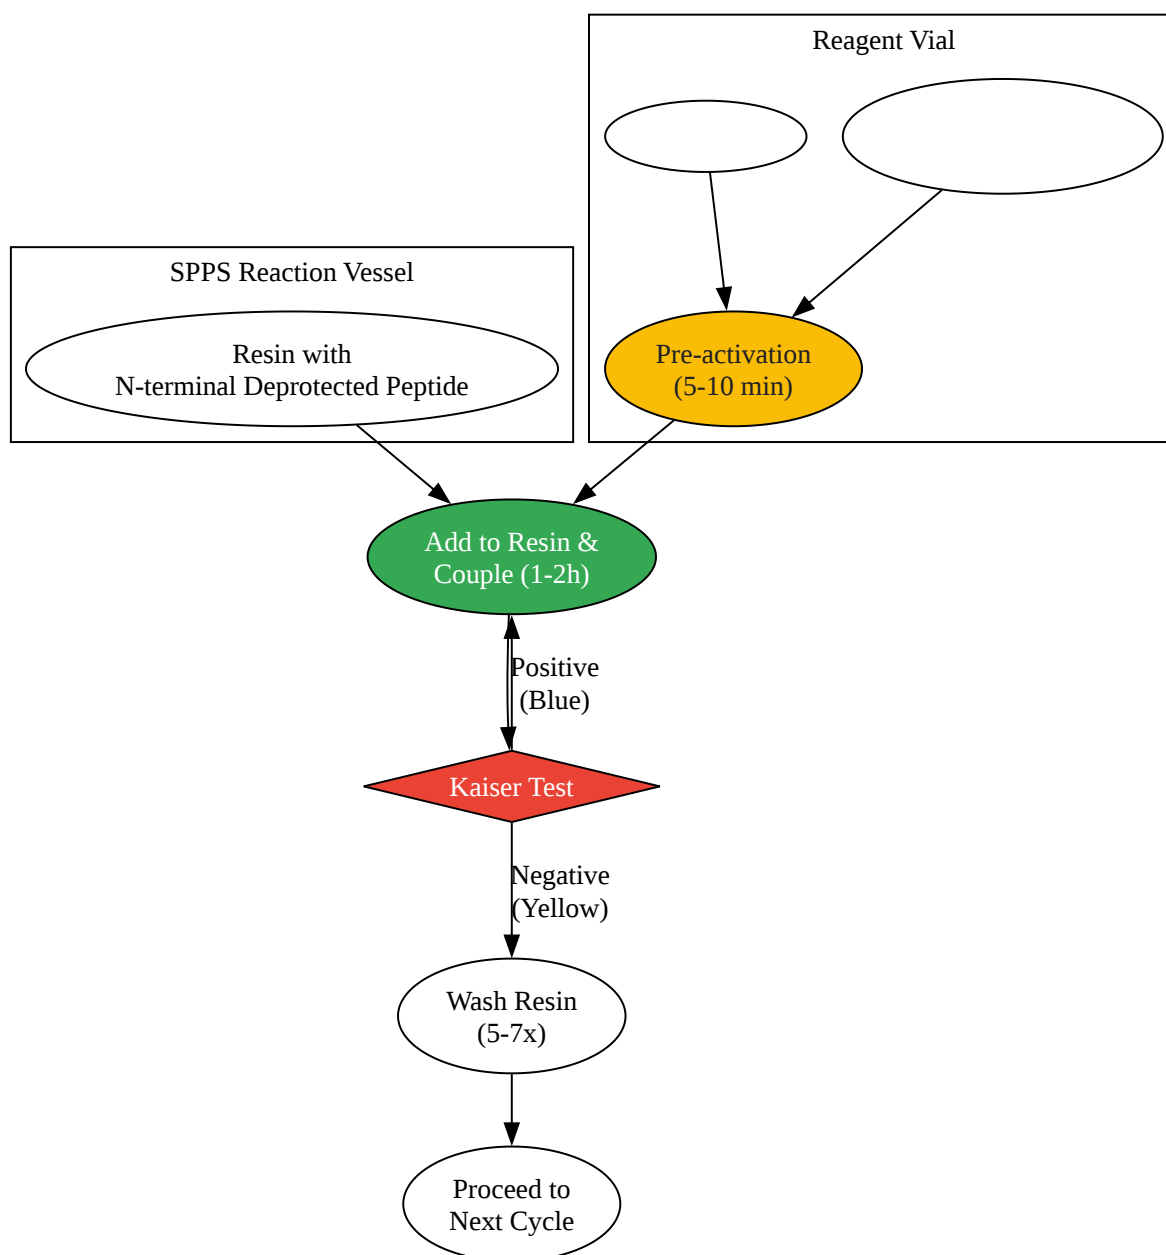 Reagent Vial
SPPS Reaction Vessel
Resin with
N-terminal Deprotected Peptide
Pre-activation
(5-10 min)
Add to Resin &
Couple (1-2h)
Positive
(Blue)
Kaiser Test
Negative
(Yellow)
Wash Resin
(5-7x)
Proceed to
Next Cycle